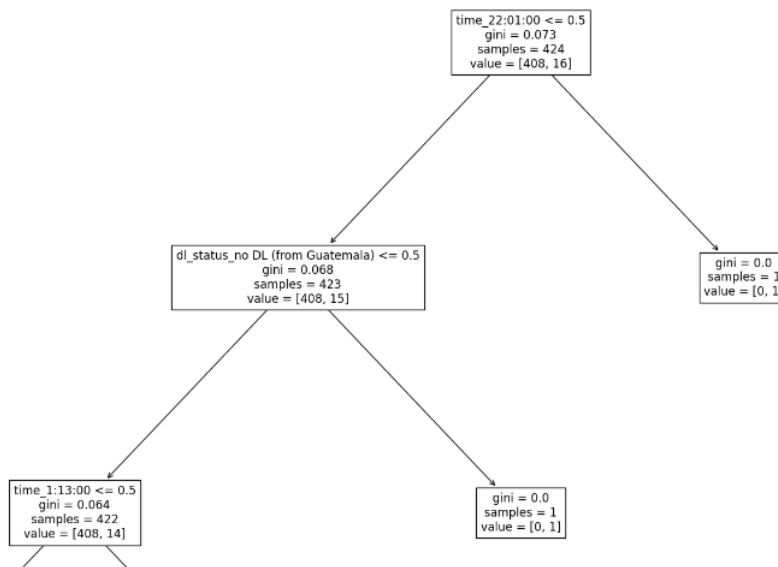 time_22:01:00 <= 0.5
gini = 0.073
samples = 424
value = [408, 16]
dl_status_no DL (from Guatemala) <= 0.5
gini = 0.068
samples = 423
value = [408, 15]
gini = 0.0
samples = 1
value = [0, 1
time_1:13:00 <= 0.5
gini = 0.064
samples = 422
value = [408, 14]
gini = 0.0
samples = 1
value = [0, 1]